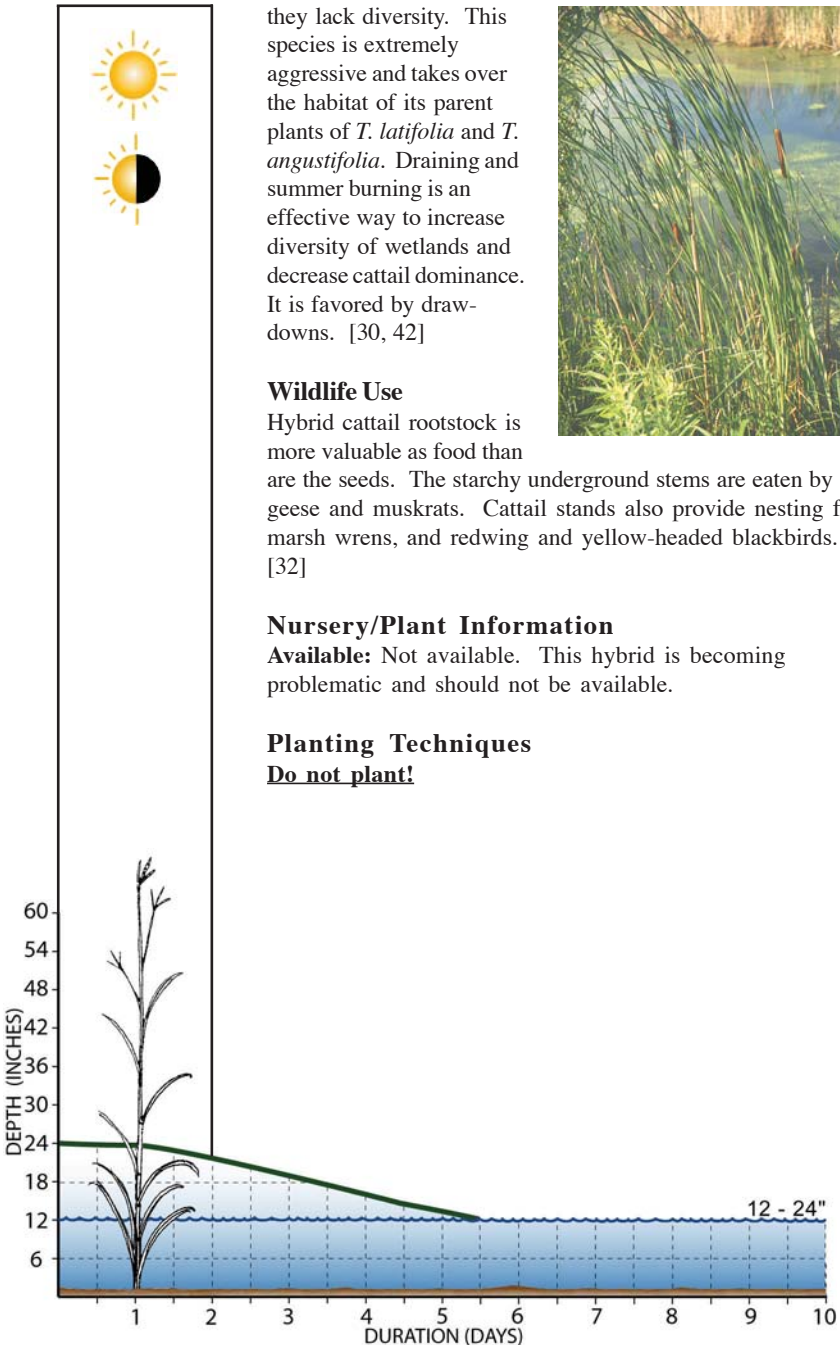 they lack diversity. This
species is extremely
aggressive and takes over
the habitat of its parent
plants of T. latifolia and T.
angustifolia. Draining and
summer burning is an
effective way to increase
diversity of wetlands and
decrease cattail dominance.
It is favored by draw-
downs. [30, 42]
Wildlife Use
Hybrid cattail rootstock is
more valuable as food than
are the seeds. The starchy underground stems are eaten by
geese and muskrats. Cattail stands also provide nesting f
marsh wrens, and redwing and yellow-headed blackbirds.
[32]
Nursery/Plant Information
Available: Not available. This hybrid is becoming
problematic and should not be available.
Planting Techniques
Do not plant!
DEPTH (INCHES)
60
54
48
42
36
30
24
18
12
6
12 - 24"
1 2 3 4 5 6 7 8 9 10
DURATION (DAYS)